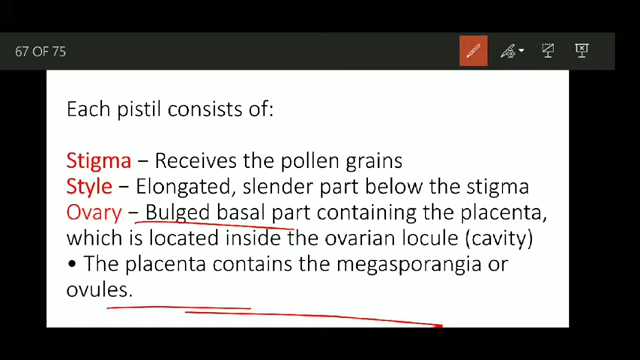 67 OF 75
Each pistil consists of:
Stigma – Receives the pollen grains
Style – Elongated, slender part below the stigma
Ovary – Bulged basal part containing the placenta,
which is located inside the ovarian locule (cavity)
• The placenta contains the megasporangia or
ovules.